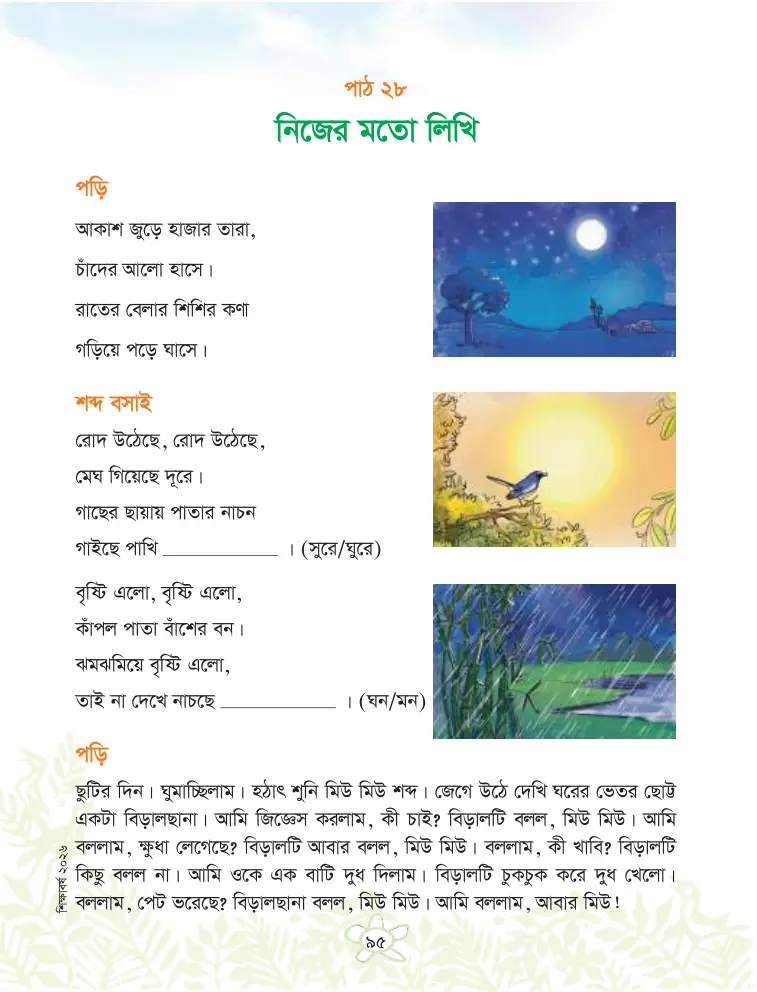 পাঠ ২৮
নিজের মতো লিখি
পড়ি
আকাশ জুড়ে হাজার তারা,
চাঁদের আলো হাসে।
রাতের বেলার শিশির কণা
গড়িয়ে পড়ে ঘাসে।
শব্দ বসাই
রোদ উঠেছে, রোদ উঠেছে,
মেঘ গিয়েছে দূরে।
গাছের ছায়ায় পাতার নাচন
গাইছে পাখি ____________ । (সুরে/ঘুরে)
বৃষ্টি এলো, বৃষ্টি এলো,
কাঁপল পাতা বাঁশের বন।
ঝমঝমিয়ে বৃষ্টি এলো,
তাই না দেখে নাচছে ____________ । (ঘন/মন)
পড়ি
ছুটির দিন। ঘুমাচ্ছিলাম। হঠাৎ শুনি মিউ মিউ শব্দ। জেগে উঠে দেখি ঘরের ভেতর ছোট্ট
একটা বিড়ালছানা। আমি জিজ্ঞেস করলাম, কী চাই? বিড়ালটি বলল, মিউ মিউ। আমি
বললাম, ক্ষুধা লেগেছে? বিড়ালটি আবার বলল, মিউ মিউ। বললাম, কী খাবি? বিড়ালটি
কিছু বলল না। আমি ওকে এক বাটি দুধ দিলাম। বিড়ালটি চুকচুক করে দুধ খেলো।
বললাম, পেট ভরেছে? বিড়ালছানা বলল, মিউ মিউ। আমি বললাম, আবার মিউ!
শিক্ষাবর্ষ ২০২৬
৯৫